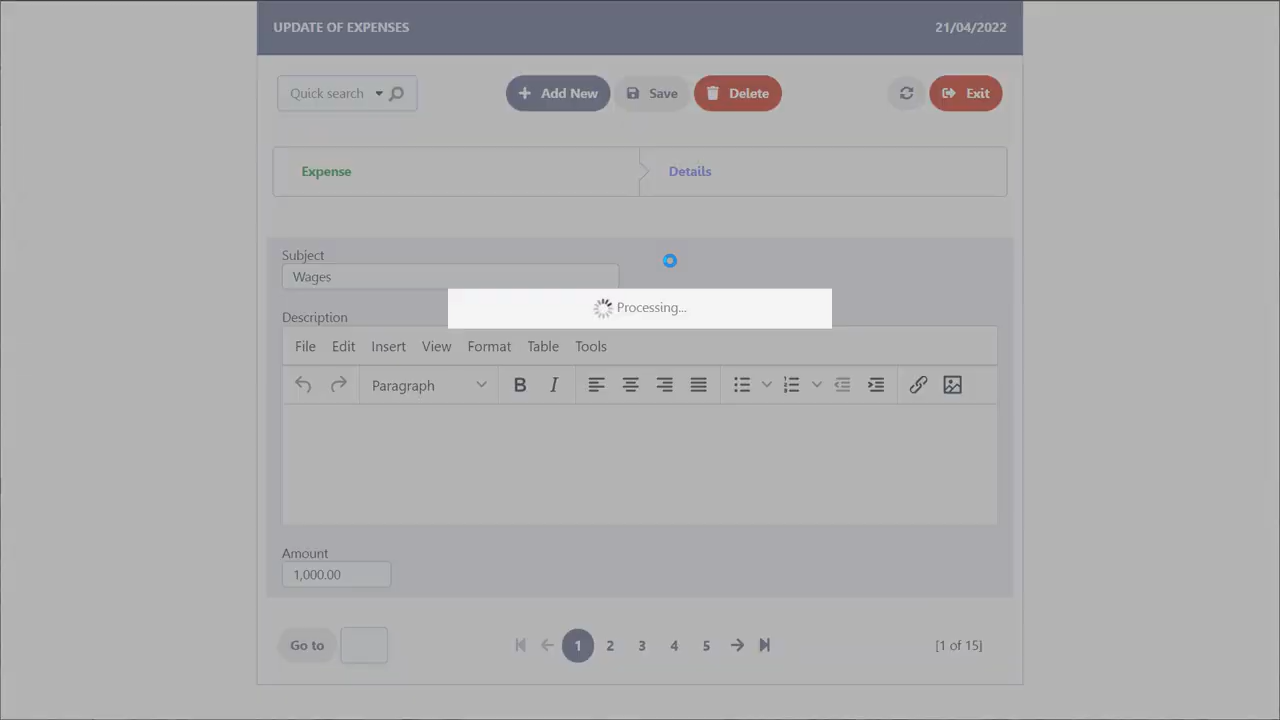 UPDATE OF EXPENSES 21/04/2022
Quick search Add New Save Delete Exit
Expense Details
Subject
Wages
Processing...
Description
File Edit Insert View Format Table Tools
Paragraph B I
Amount
1,000.00
Go to 1 2 3 4 5 [1 of 15]